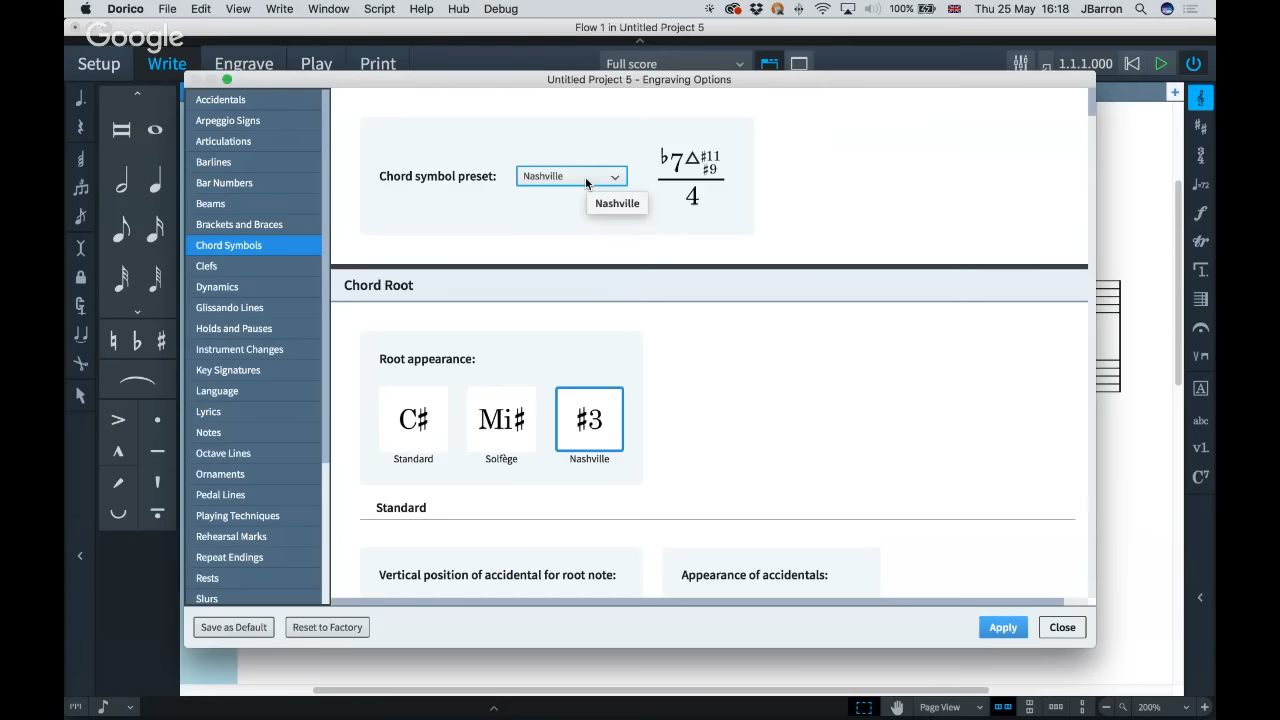 Dorico File Edit View Write Window Script Help Hub Debug 100% Thu 25 May 16:18 JBarron
Flow 1 in Untitled Project 5
Google
Setup Write Engrave Play Print Full score 1.1.1.000
Untitled Project 5 - Engraving Options
Accidentals
Arpeggio Signs
Articulations
Barlines
Bar Numbers
Beams
Brackets and Braces
Chord Symbols
Clefs
Dynamics
Glissando Lines
Holds and Pauses
Instrument Changes
Key Signatures
Language
Lyrics
Notes
Octave Lines
Ornaments
Pedal Lines
Playing Techniques
Rehearsal Marks
Repeat Endings
Rests
Slurs
Chord symbol preset: Nashville
♭7△♯11
♯9
4
Nashville
Chord Root
Root appearance:
C♯ Mi♯ ♯3
Standard Solfège Nashville
Standard
Vertical position of accidental for root note: Appearance of accidentals:
Save as Default Reset to Factory Apply Close
A
abc
v1.
C7
Page View 200%